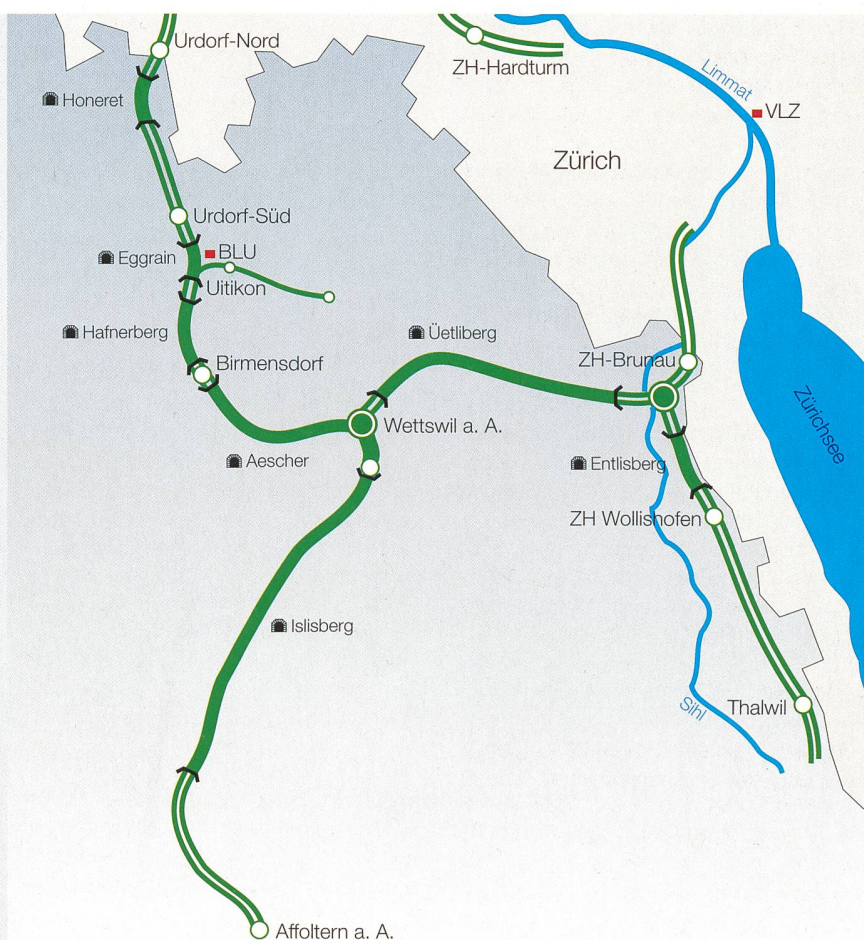 Urdorf-Nord
ZH-Hardturm
Limmat
Honeret
VLZ
Zürich
Urdorf-Süd
BLU
Eggrain
Uitikon
Hafnerberg
Üetliberg
Birmensdorf
ZH-Brunau
Zürichsee
Wettswil a. A.
Aescher
Entlisberg
ZH Wollishofen
Islisberg
Sihl
Thalwil
Affoltern a. A.